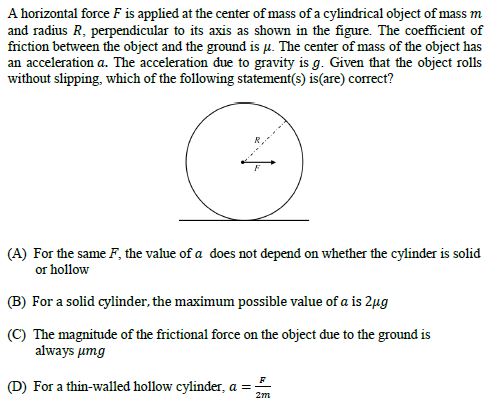 A horizontal force F is applied at the center of mass of a cylindrical object of mass m
and radius R, perpendicular to its axis as shown in the figure. The coefficient of
friction between the object and the ground is μ. The center of mass of the object has
an acceleration a. The acceleration due to gravity is g. Given that the object rolls
without slipping, which of the following statement(s) is(are) correct?
R
F
(A) For the same F, the value of a does not depend on whether the cylinder is solid
or hollow
(B) For a solid cylinder, the maximum possible value of a is 2μg
(C) The magnitude of the frictional force on the object due to the ground is
always μmg
(D) For a thin-walled hollow cylinder, a = F/2m